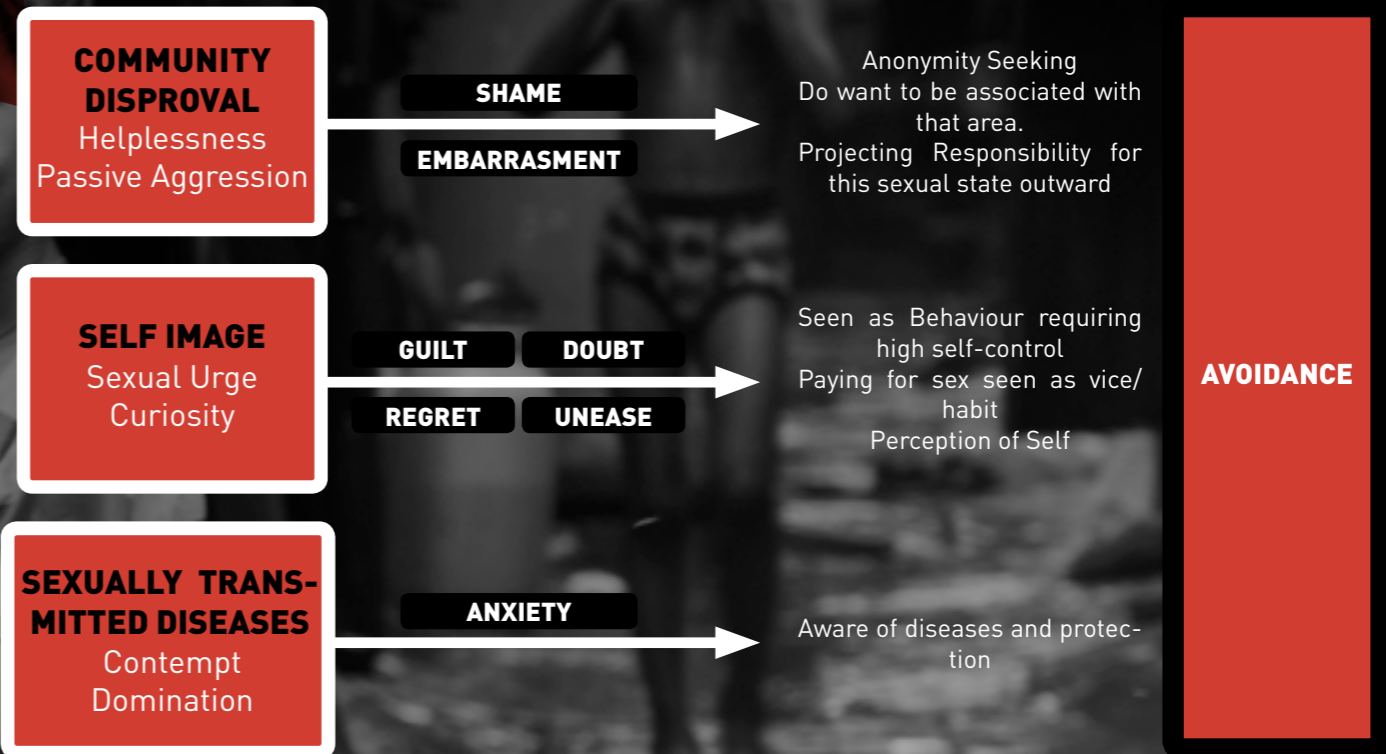 COMMUNITY
DISPROVAL
Helplessness
Passive Aggression
SHAME
EMBARRASMENT
Anonymity Seeking
Do want to be associated with
that area.
Projecting Responsibility for
this sexual state outward
SELF IMAGE
Sexual Urge
Curiosity
GUILT
DOUBT
REGRET
UNEASE
Seen as Behaviour requiring
high self-control
Paying for sex seen as vice/
habit
Perception of Self
SEXUALLY TRANS-
MITTED DISEASES
Contempt
Domination
ANXIETY
Aware of diseases and protec-
tion
AVOIDANCE